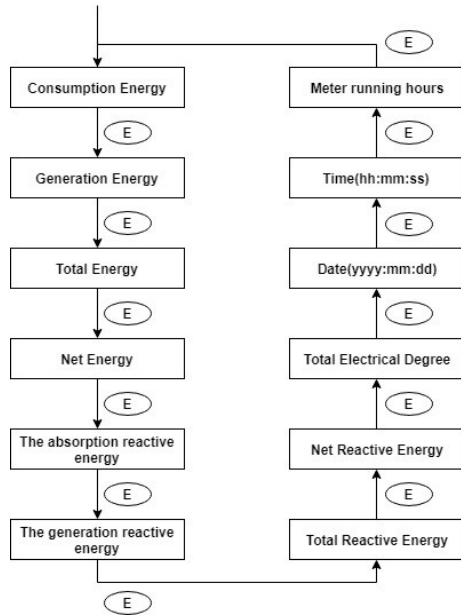 E
Consumption Energy
Meter running hours
E
E
Generation Energy
Time(hh:mm:ss)
E
E
Total Energy
Date(yyyy:mm:dd)
E
E
Net Energy
Total Electrical Degree
E
E
The absorption reactive
energy
Net Reactive Energy
E
E
The generation reactive
energy
Total Reactive Energy
E